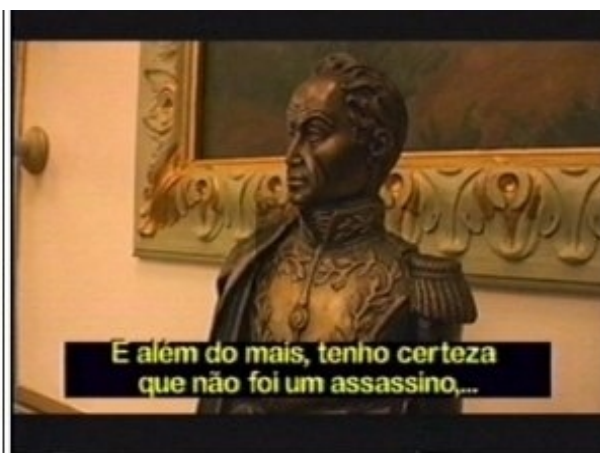 E além do mais, tenho certeza
que não foi um assassino,...